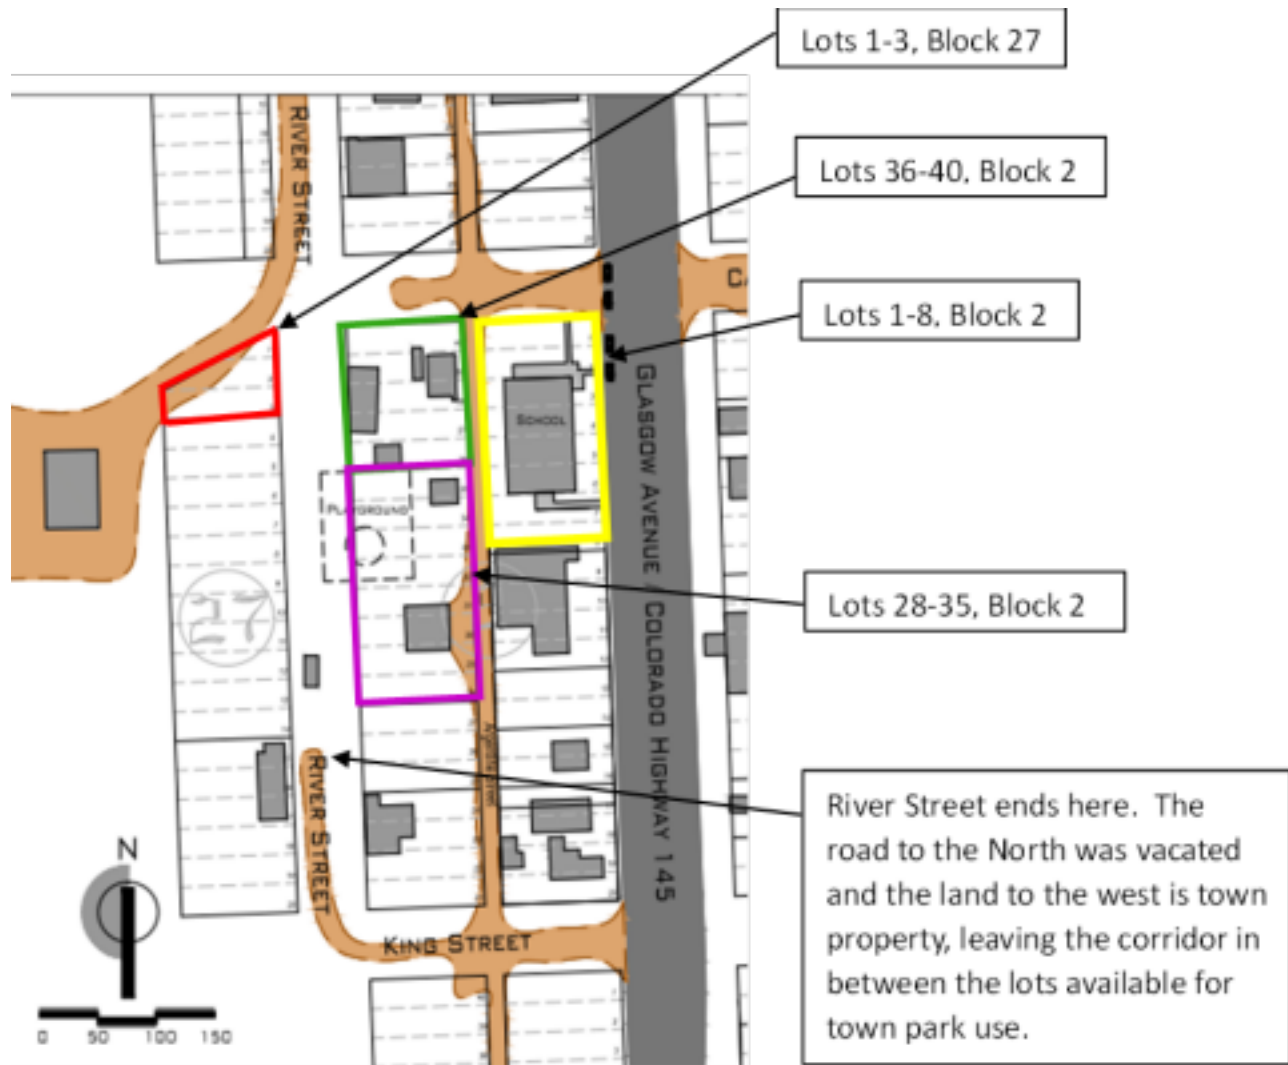 Lots 1-3, Block 27
RIVER STREET
Lots 36-40, Block 2
Lots 1-8, Block 2
SCHOOL
PLAYGROUND
GLASGOW AVENUE / COLORADO HIGHWAY 145
27
Lots 28-35, Block 2
RIVER STREET
River Street ends here. The
road to the North was vacated
and the land to the west is town
property, leaving the corridor in
between the lots available for
town park use.
N
KING STREET
0 50 100 150